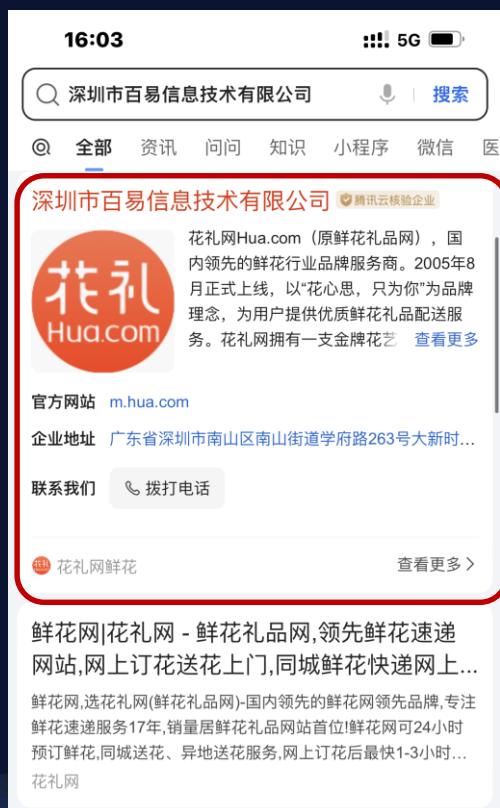 16:03
5G
深圳市百易信息技术有限公司
搜索
全部 资讯 问问 知识 小程序 微信 医
深圳市百易信息技术有限公司
腾讯云核验企业
花礼
Hua.com
花礼网Hua.com（原鲜花礼品网），国
内领先的鲜花行业品牌服务商。2005年8
月正式上线，以“花心思，只为你”为品牌
理念，为用户提供优质鲜花礼品配送服
务。花礼网拥有一支金牌花艺 查看更多
官方网站 m.hua.com
企业地址 广东省深圳市南山区南山街道学府路263号大新时...
联系我们 拨打电话
花礼 花礼网鲜花 查看更多
鲜花网|花礼网 - 鲜花礼品网,领先鲜花速递
网站,网上订花送花上门,同城鲜花快递网上...
鲜花网,选花礼网(鲜花礼品网)-国内领先的鲜花网领先品牌,专注
鲜花速递服务17年,销量居鲜花礼品网站首位!鲜花网可24小时
预订鲜花,同城送花、异地送花服务,网上订花后最快1-3小时...
花礼网